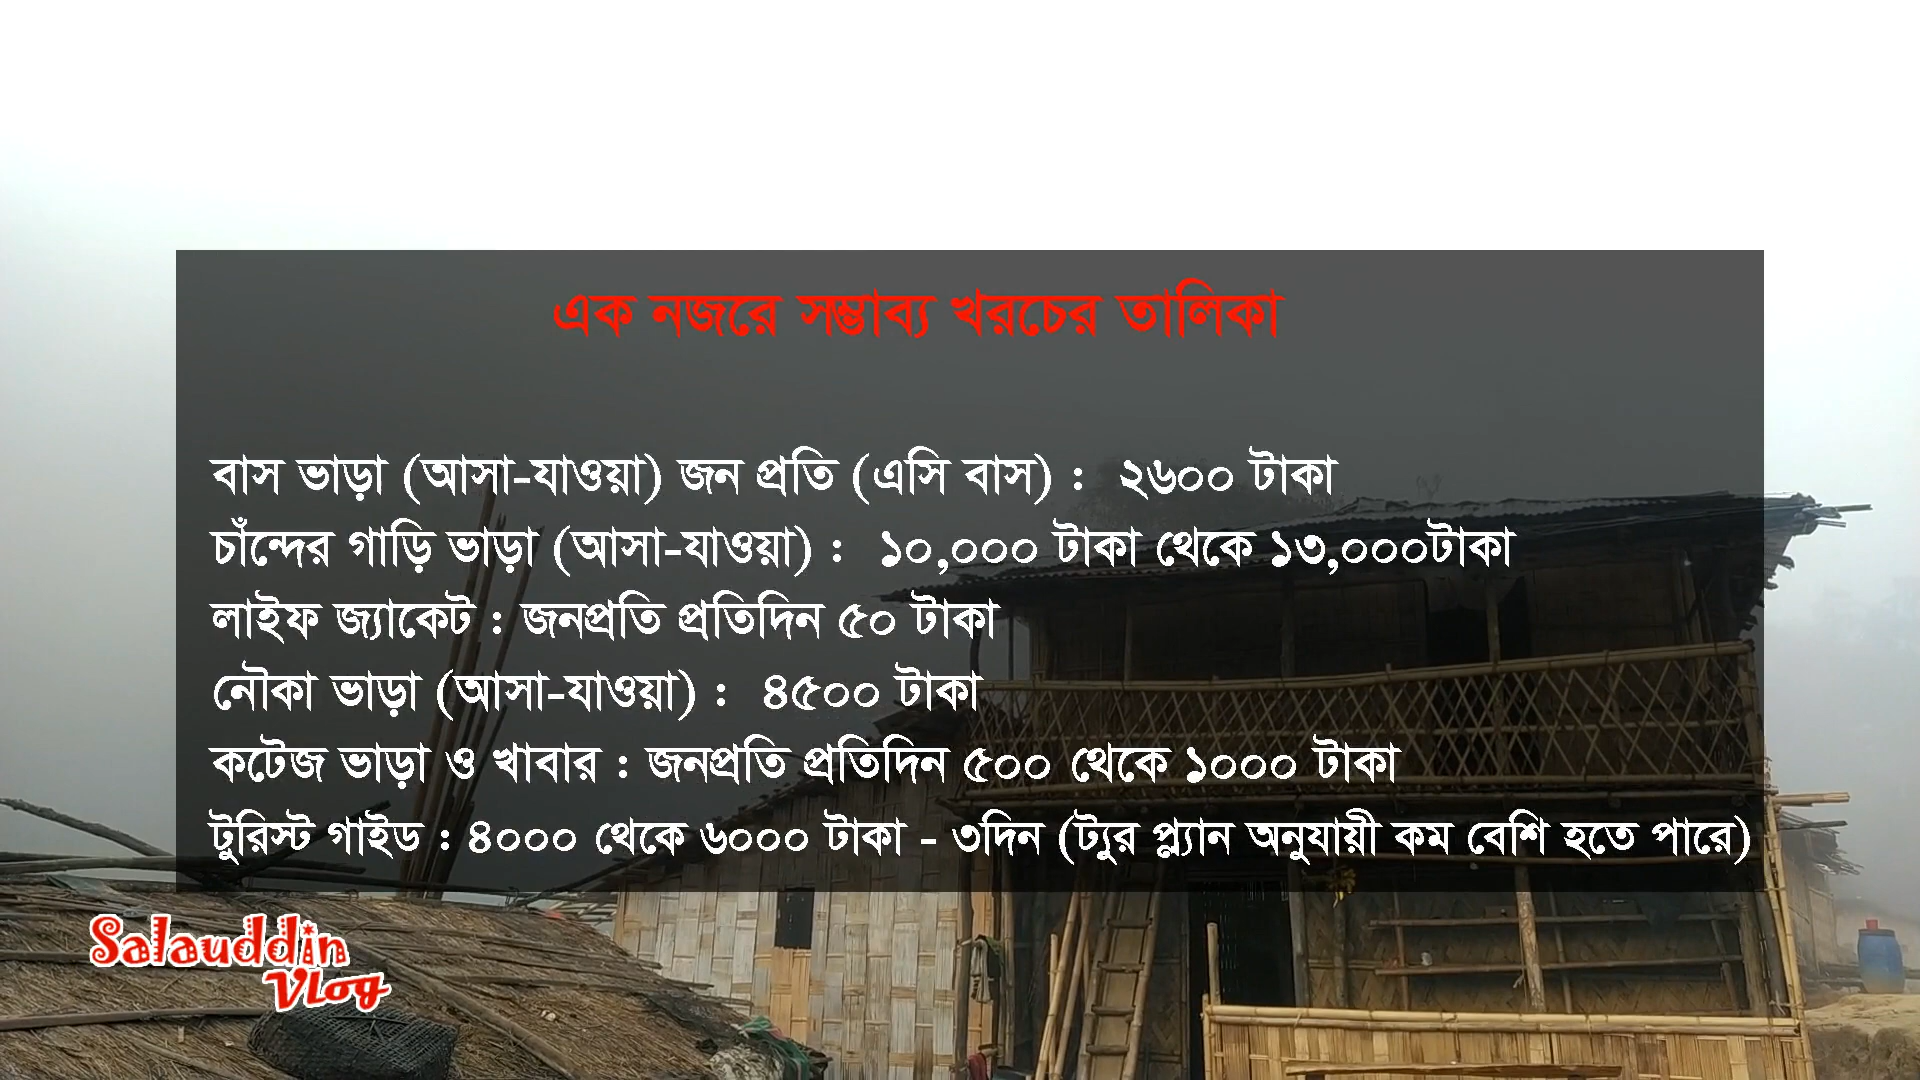 এক নজরে সম্ভাব্য খরচের তালিকা
বাস ভাড়া (আসা-যাওয়া) জন প্রতি (এসি বাস) : ২৬০০ টাকা
চাঁন্দের গাড়ি ভাড়া (আসা-যাওয়া) : ১০,০০০ টাকা থেকে ১৩,০০০টাকা
লাইফ জ্যাকেট : জনপ্রতি প্রতিদিন ৫০ টাকা
নৌকা ভাড়া (আসা-যাওয়া) : ৪৫০০ টাকা
কটেজ ভাড়া ও খাবার : জনপ্রতি প্রতিদিন ৫০০ থেকে ১০০০ টাকা
টুরিস্ট গাইড : ৪০০০ থেকে ৬০০০ টাকা - ৩দিন (ট্যুর প্ল্যান অনুযায়ী কম বেশি হতে পারে)
Salauddin
Vlog